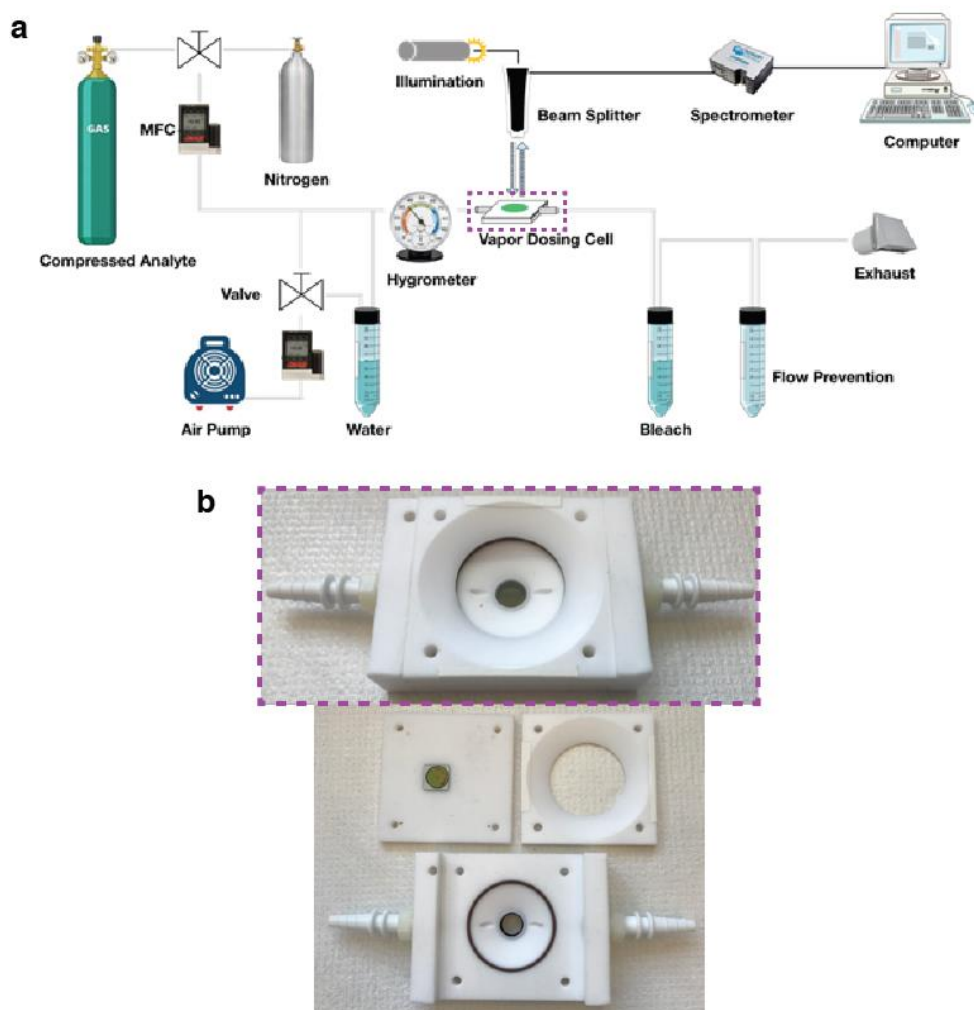 a
GAS
MFC
Nitrogen
Compressed Analyte
Illumination
Beam Splitter
Spectrometer
Computer
Vapor Dosing Cell
Hygrometer
Exhaust
Valve
Air Pump
Water
Bleach
Flow Prevention
b